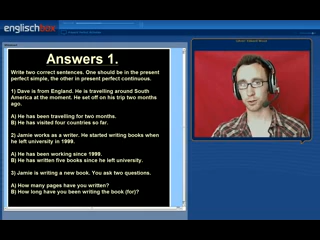 englischbox
Answers 1.
Write two correct sentences. One should be in the present
perfect simple, the other in present perfect continuous.
1) Dave is from England. He is travelling around South
America at the moment. He set off on his trip two months
ago.
A) He has been travelling for two months.
B) He has visited four countries so far.
2) Jamie works as a writer. He started writing books when
he left university in 1999.
A) He has been working since 1999.
B) He has written five books since he left university.
3) Jamie is writing a new book. You ask two questions.
A) How many pages have you written?
B) How long have you been writing the book (for)?